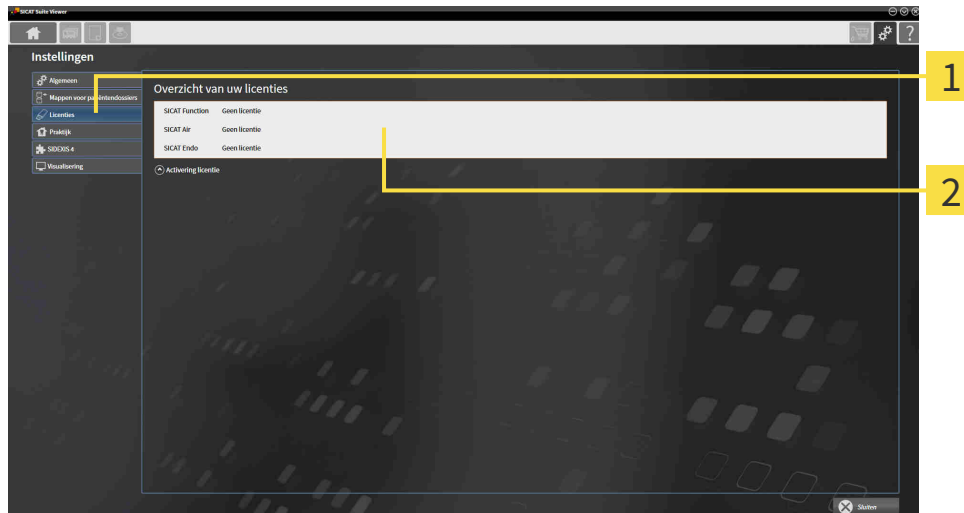 SICAT Suite Viewer
?
Instellingen
Algemeen
Mappen voor patiëntendossiers
Licenties
Praktijk
SIDEXIS 4
Visualisering
Overzicht van uw licenties
SICAT Function Geen licentie
SICAT Air Geen licentie
SICAT Endo Geen licentie
Activering licentie
Sluiten
1
2